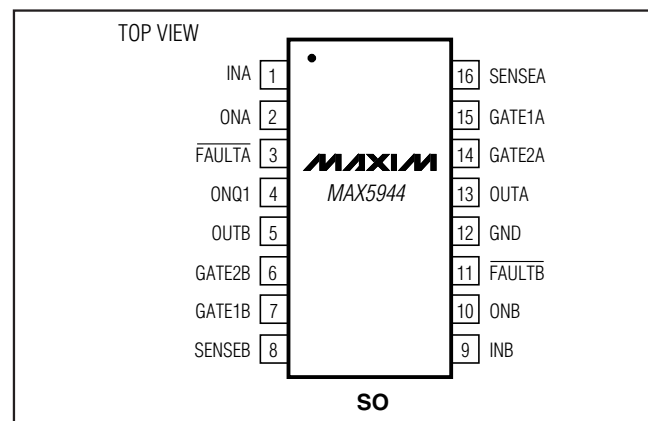 TOP VIEW
INA 1
ONA 2
FAULTA 3
ONQ1 4
OUTB 5
GATE2B 6
GATE1B 7
SENSEB 8
MAXIM
MAX5944
16 SENSEA
15 GATE1A
14 GATE2A
13 OUTA
12 GND
11 FAULTB
10 ONB
9 INB
SO